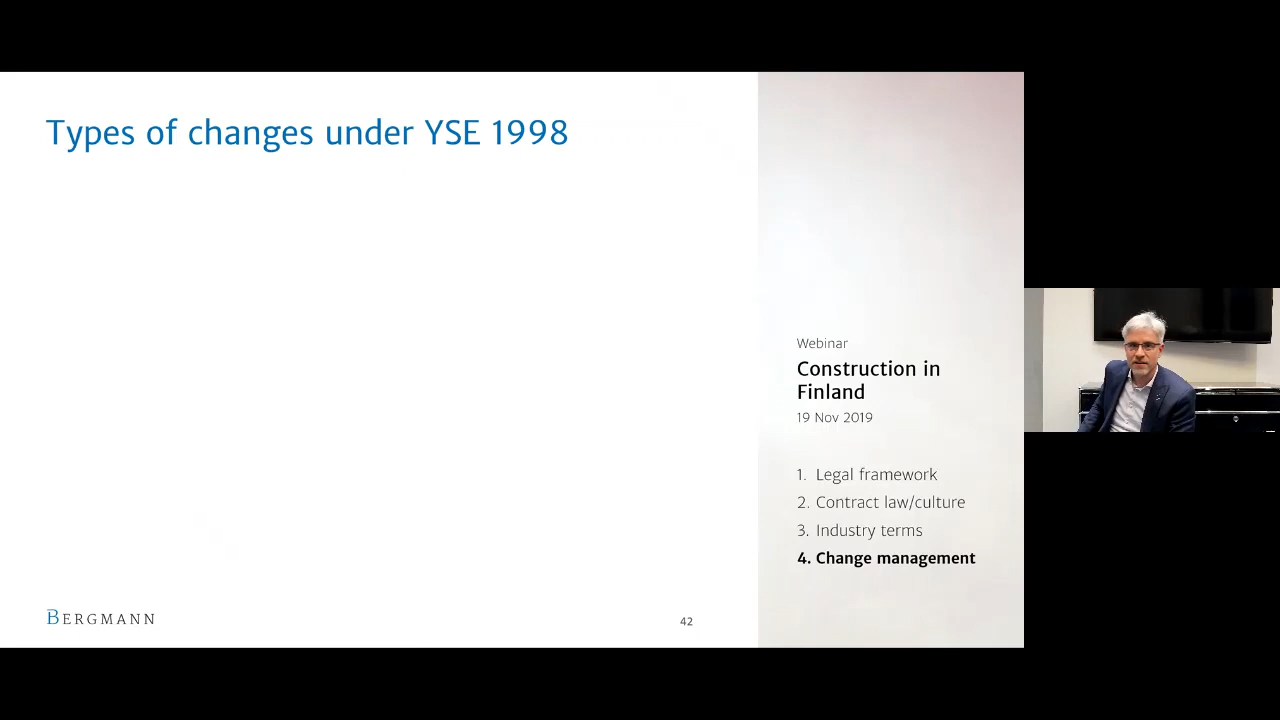 Types of changes under YSE 1998
Webinar
Construction in
Finland
19 Nov 2019
1. Legal framework
2. Contract law/culture
3. Industry terms
4. Change management
BERGMANN
42